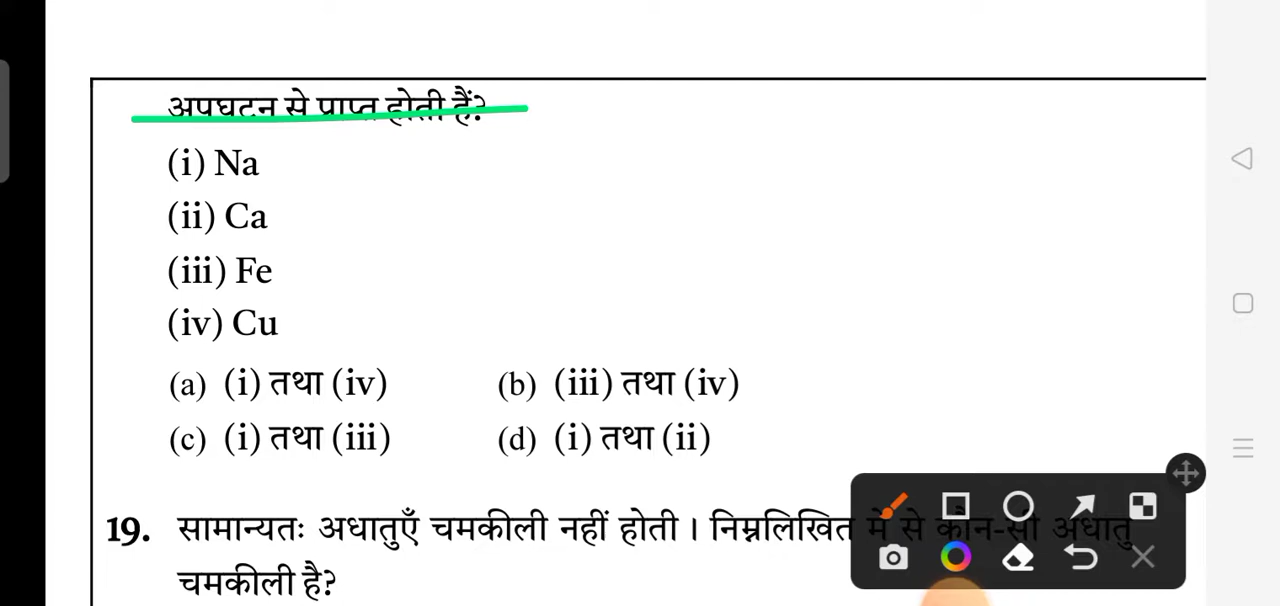 अपघटन से प्राप्त होती हैं?
(i) Na
(ii) Ca
(iii) Fe
(iv) Cu
(a) (i) तथा (iv) (b) (iii) तथा (iv)
(c) (i) तथा (iii) (d) (i) तथा (ii)
19. सामान्यतः अधातुएँ चमकीली नहीं होती। निम्नलिखित में से कौन-सी अधातु
चमकीली है?